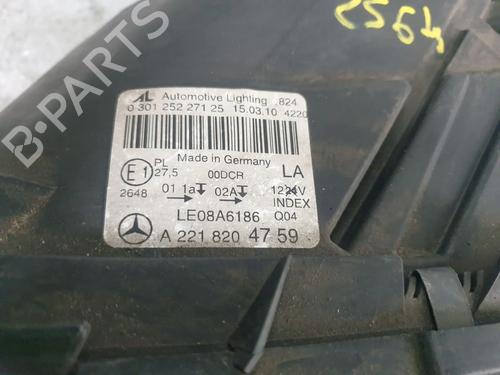 2564
4952
AL Automotive Lighting .824
0 301 252 271 25 15.03.10 4220
Made in Germany
E1 PL 27,5 00DCR LA
2648 01 1a 02A 12 24V
INDEX
LE08A6186 Q04
A 221 820 47 59
B-PARTS